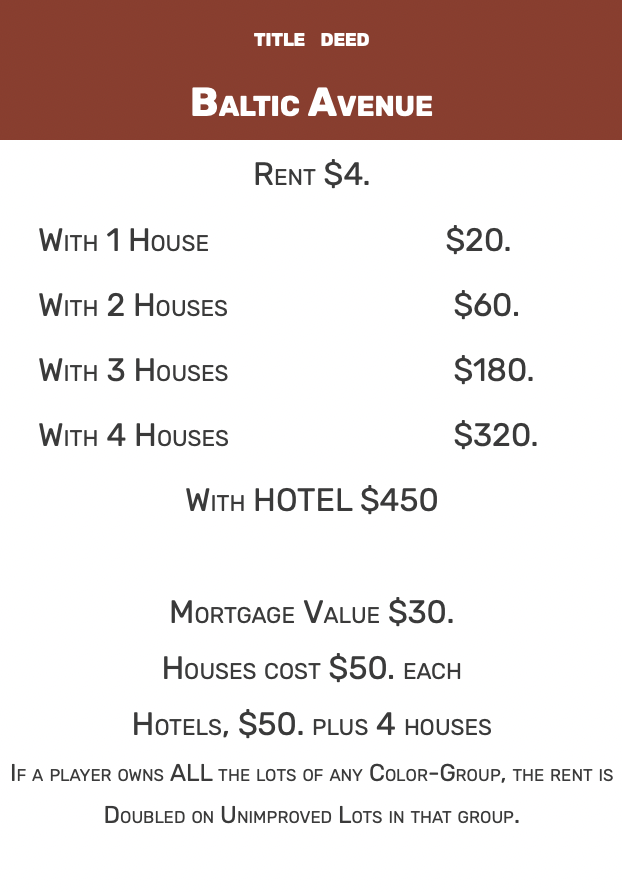 TITLE DEED
Baltic Avenue
Rent $4.
With 1 House $20.
With 2 Houses $60.
With 3 Houses $180.
With 4 Houses $320.
With HOTEL $450
Mortgage Value $30.
Houses cost $50. each
Hotels, $50. plus 4 houses
If a player owns ALL the lots of any Color-Group, the rent is
Doubled on Unimproved Lots in that group.